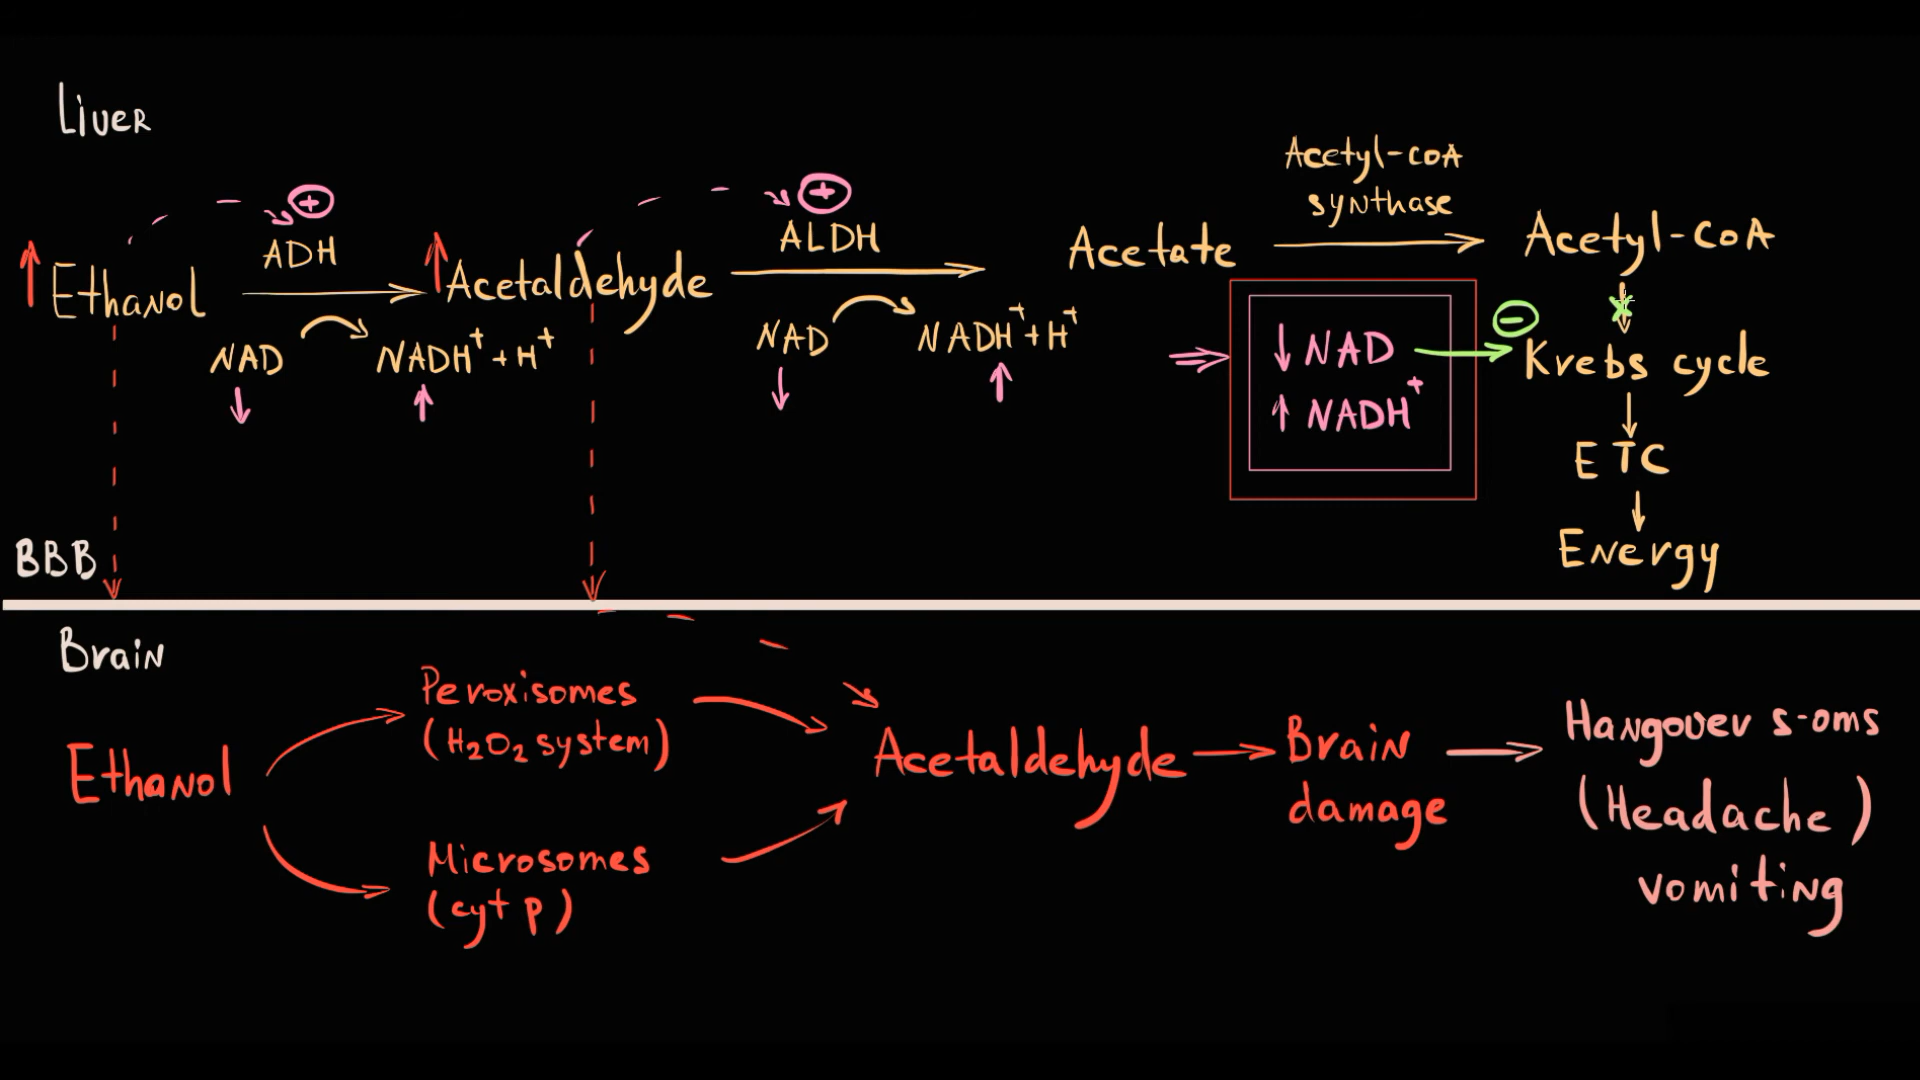 Liver
Acetyl-CoA
synthase
ADH
ALDH
Ethanol
Acetaldehyde
Acetate
Acetyl-CoA
NAD
NADH⁺ + H⁺
NAD
NADH⁺ + H⁺
↓ NAD
↑ NADH⁺
Krebs cycle
ETC
Energy
BBB
Brain
Ethanol
Peroxisomes
(H₂O₂ system)
Microsomes
(cyt p)
Acetaldehyde
Brain
damage
Hangover s-oms
(Headache)
vomiting